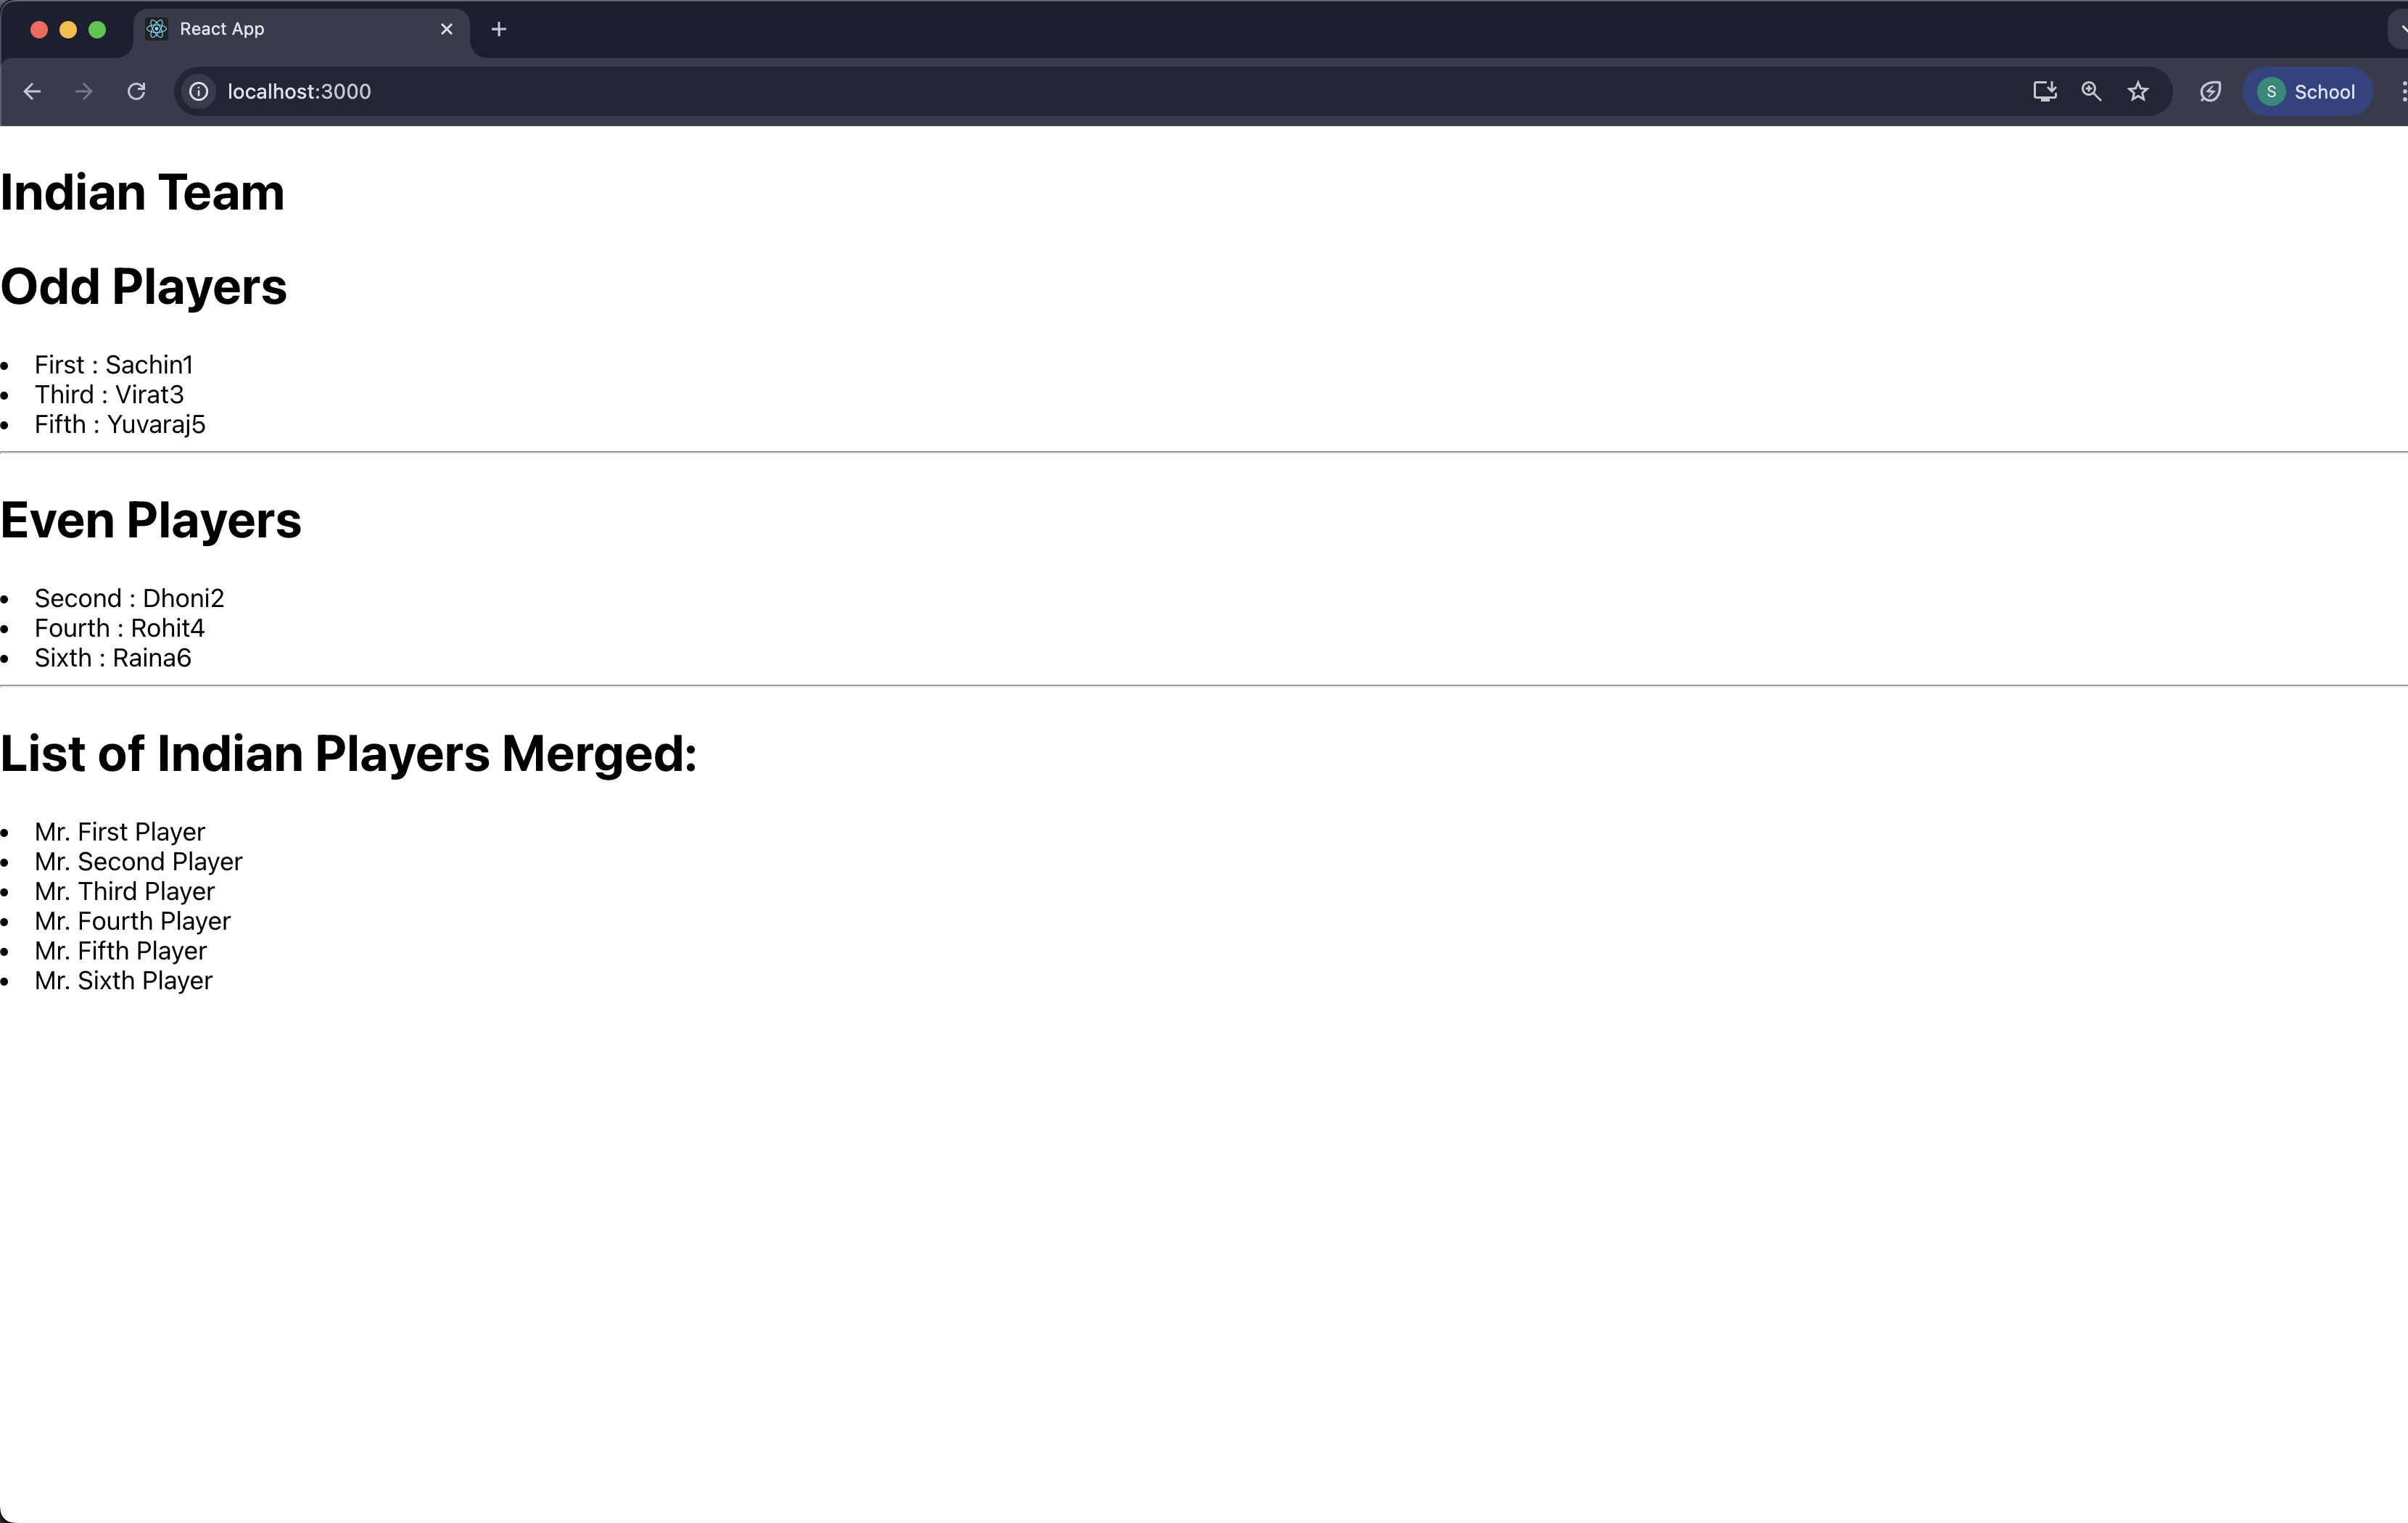 React App
localhost:3000
S School
Indian Team
Odd Players
First : Sachin1
Third : Virat3
Fifth : Yuvaraj5
Even Players
Second : Dhoni2
Fourth : Rohit4
Sixth : Raina6
List of Indian Players Merged:
Mr. First Player
Mr. Second Player
Mr. Third Player
Mr. Fourth Player
Mr. Fifth Player
Mr. Sixth Player